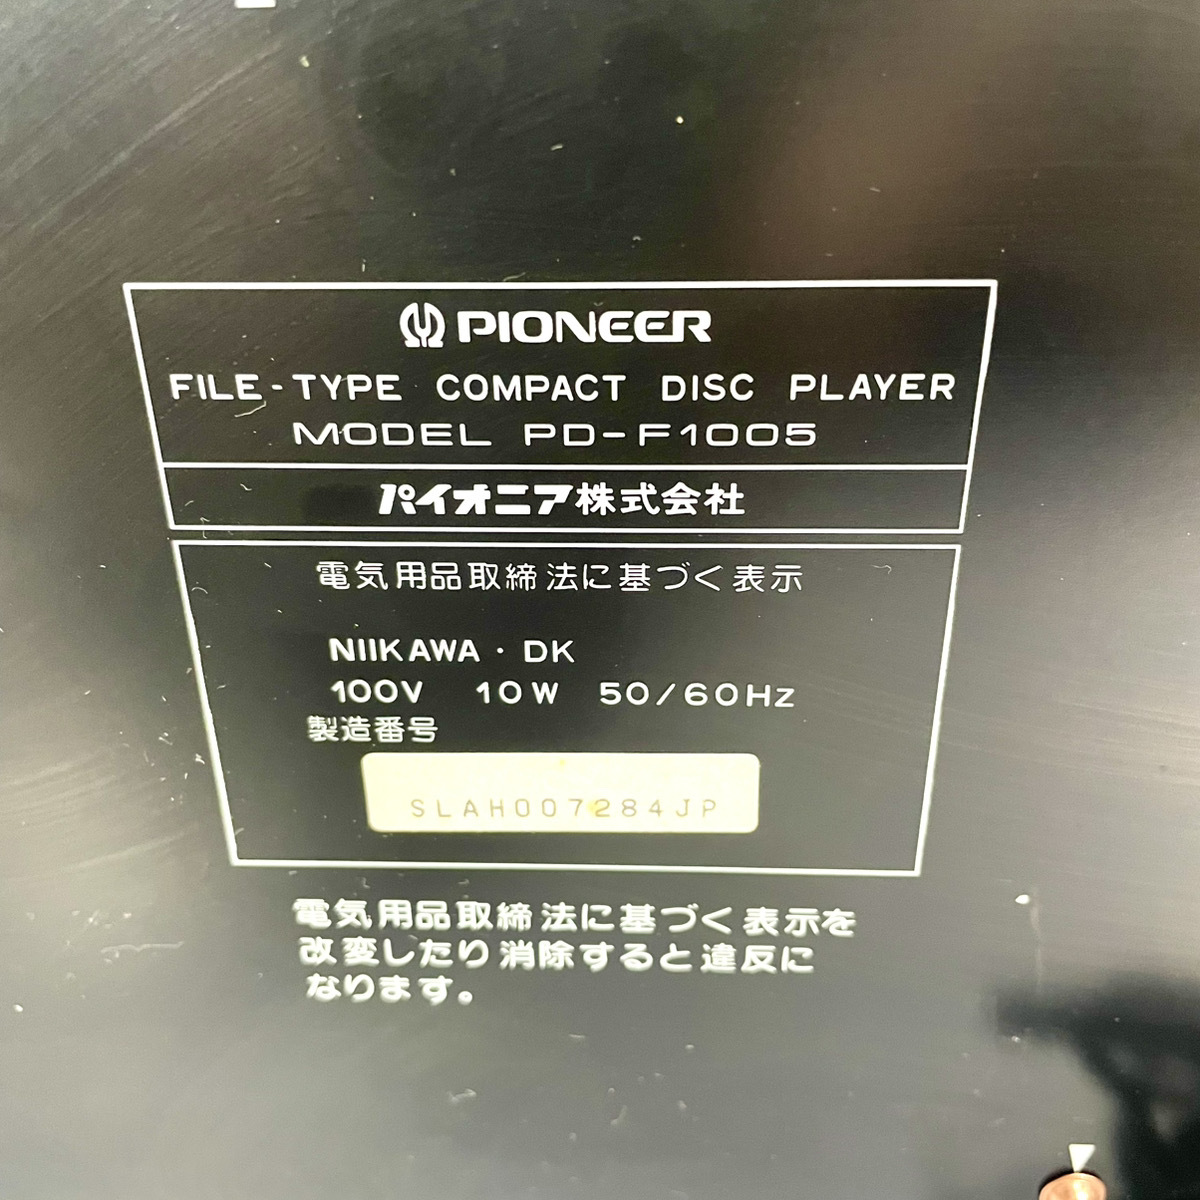 PIONEER
FILE-TYPE COMPACT DISC PLAYER
MODEL PD-F1005
パイオニア株式会社
電気用品取締法に基づく表示
NIIKAWA・DK
100V 10W 50/60Hz
製造番号
SLAH007284JP
電気用品取締法に基づく表示を
改変したり消除すると違反に
なります。